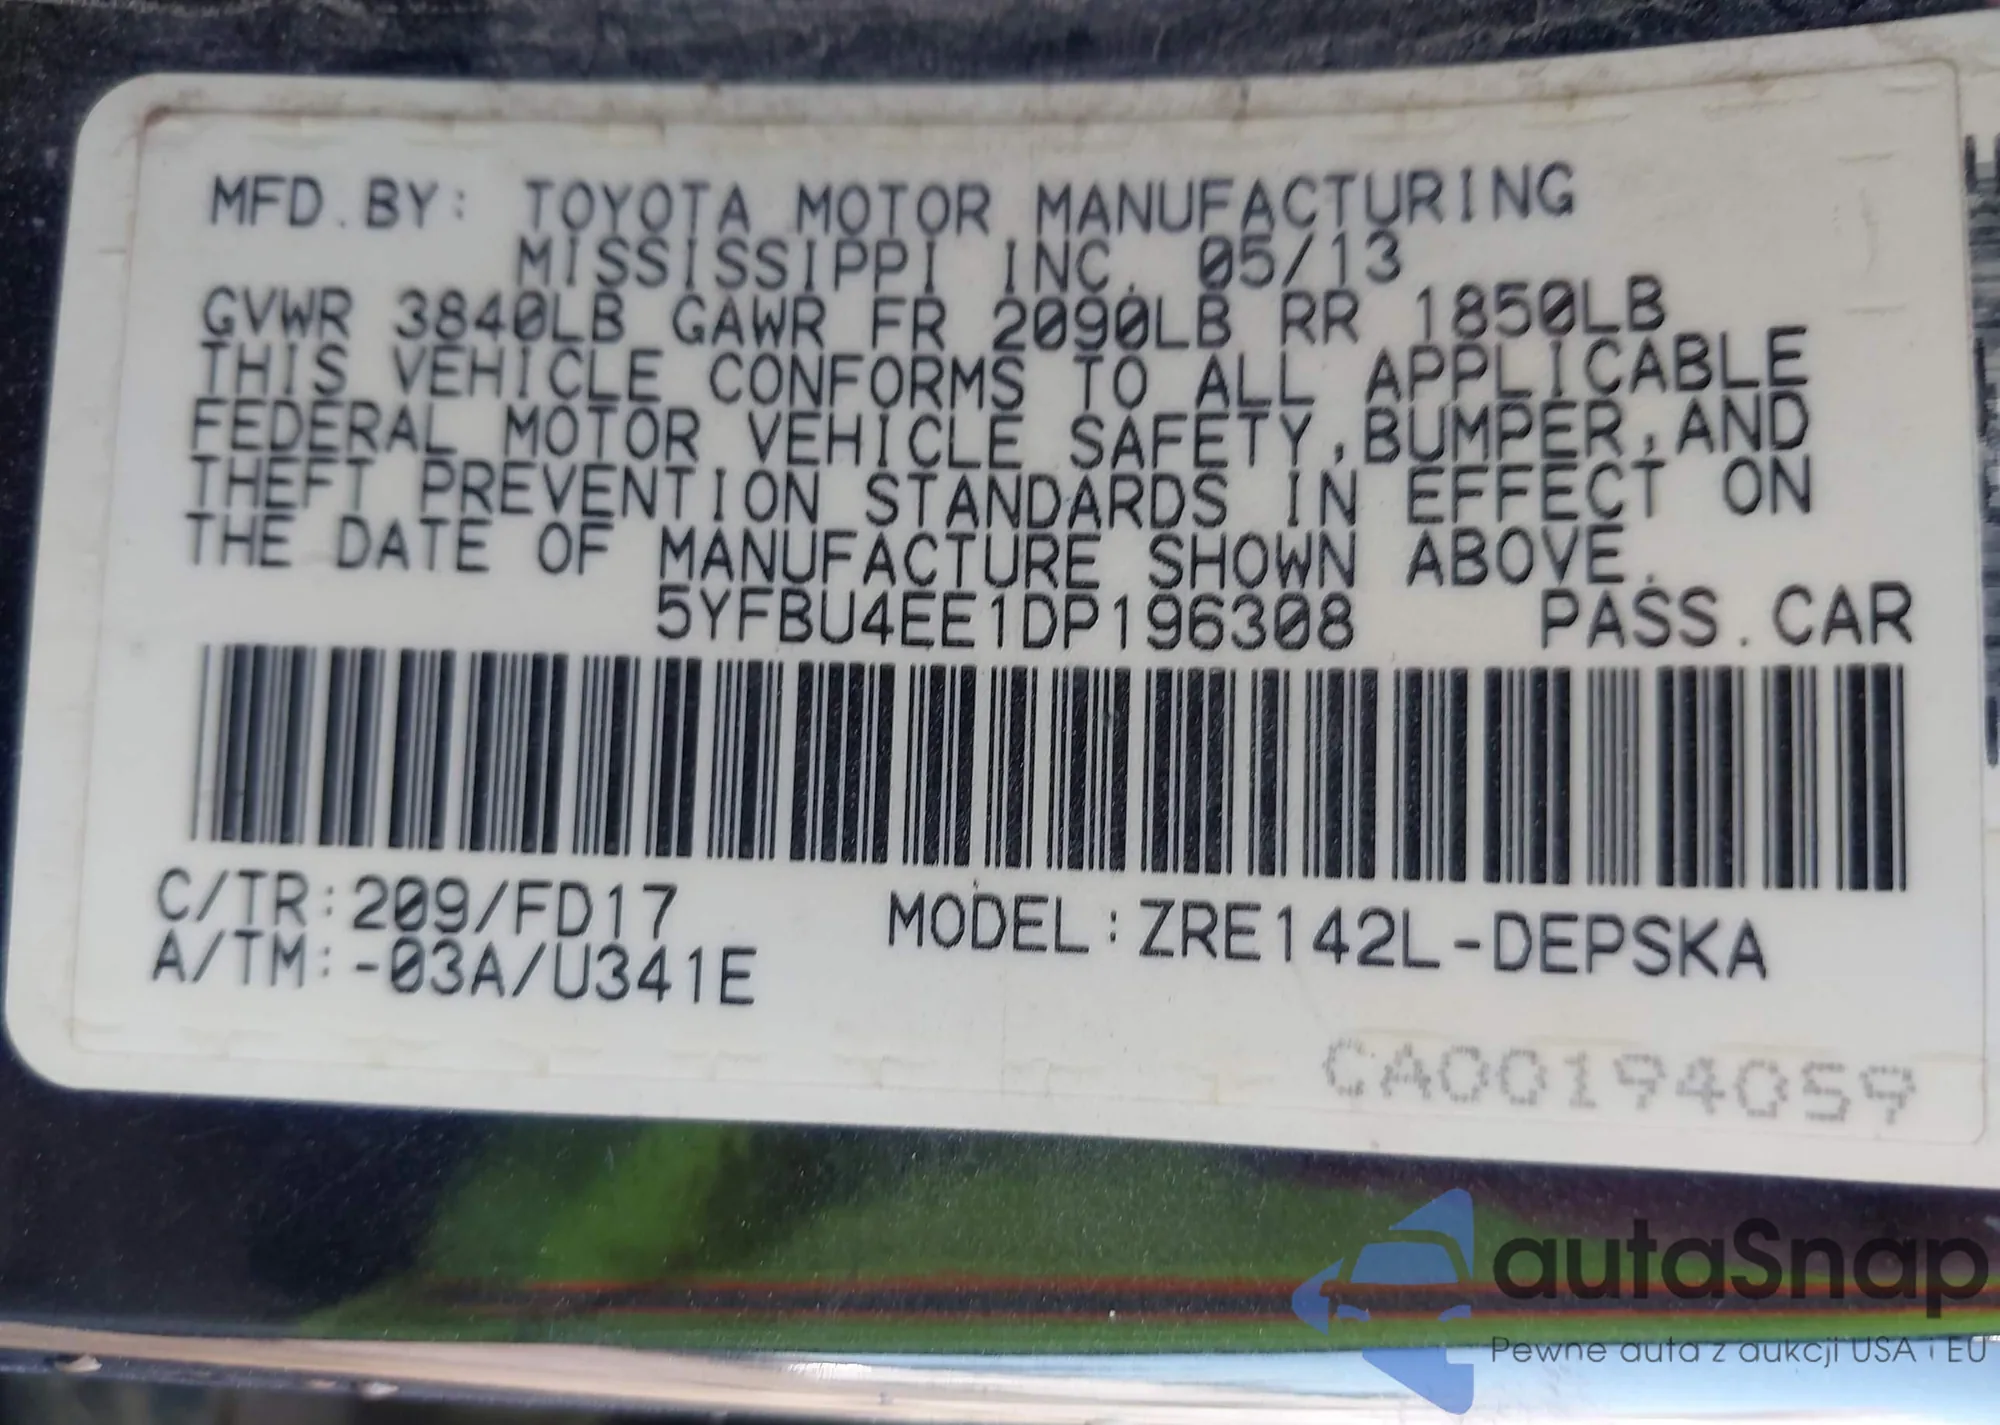 MFD.BY: TOYOTA MOTOR MANUFACTURING
MISSISSIPPI INC. 05/13
GVWR 3840LB GAWR FR 2090LB RR 1850LB
THIS VEHICLE CONFORMS TO ALL APPLICABLE
FEDERAL MOTOR VEHICLE SAFETY,BUMPER,AND
THEFT PREVENTION STANDARDS IN EFFECT ON
THE DATE OF MANUFACTURE SHOWN ABOVE.
5YFBU4EE1DP196308 PASS.CAR
C/TR:209/FD17 MODEL:ZRE142L-DEPSKA
A/TM:-03A/U341E
CA00194059
autaSnap
Pewne auta z aukcji USA i EU